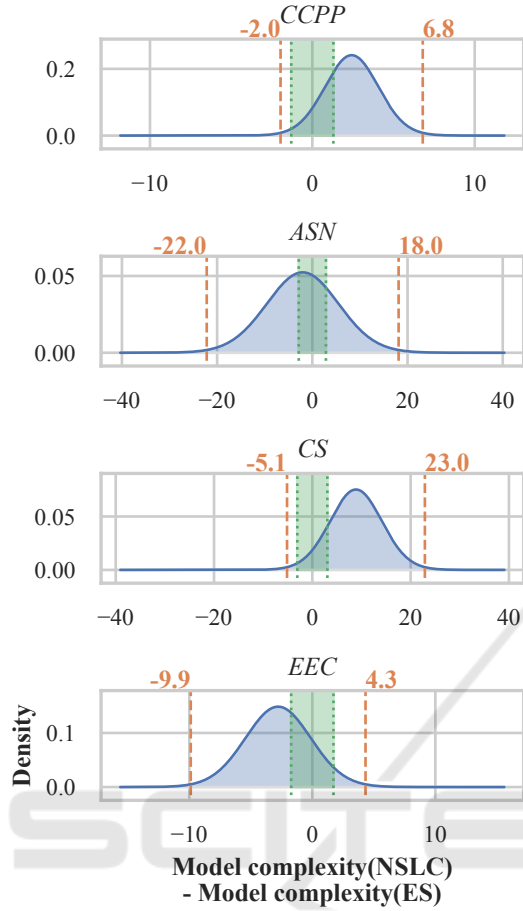 CCPP
-2.0 6.8
0.2
0.0
−10 0 10
ASN
-22.0 18.0
0.05
0.00
−40 −20 0 20 40
CS
-5.1 23.0
0.05
0.00
−40 −20 0 20 40
EEC
-9.9 4.3
Density
0.1
0.0
−10 0 10
Model complexity(NSLC)
- Model complexity(ES)
SCITE